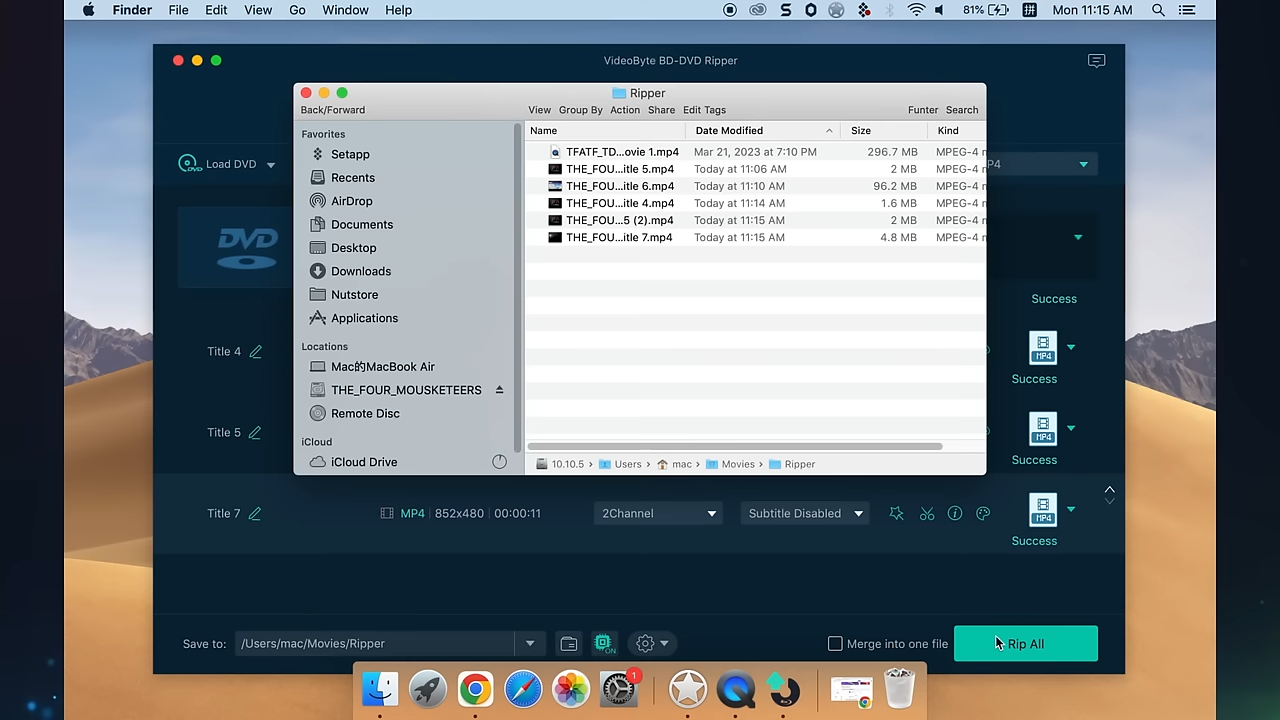 Finder File Edit View Go Window Help 81% 拼 Mon 11:15 AM
VideoByte BD-DVD Ripper
Ripper
Back/Forward View Group By Action Share Edit Tags Funter Search
Favorites
Setapp
Recents
AirDrop
Documents
Desktop
Downloads
Nutstore
Applications
Locations
Mac的MacBook Air
THE_FOUR_MOUSKETEERS
Remote Disc
iCloud
iCloud Drive
Name Date Modified Size Kind
TFATF_TD...ovie 1.mp4 Mar 21, 2023 at 7:10 PM 296.7 MB MPEG-4 m
THE_FOU...itle 5.mp4 Today at 11:06 AM 2 MB MPEG-4 m
THE_FOU...itle 6.mp4 Today at 11:10 AM 96.2 MB MPEG-4 m
THE_FOU...itle 4.mp4 Today at 11:14 AM 1.6 MB MPEG-4 m
THE_FOU...5 (2).mp4 Today at 11:15 AM 2 MB MPEG-4 m
THE_FOU...itle 7.mp4 Today at 11:15 AM 4.8 MB MPEG-4 m
10.10.5 › Users › mac › Movies › Ripper
Load DVD
P4
DVD
Success
Title 4
MP4
Success
Title 5
MP4
Success
Title 7 MP4 852x480 00:00:11 2Channel Subtitle Disabled
MP4
Success
Save to: /Users/mac/Movies/Ripper ON Merge into one file Rip All
1